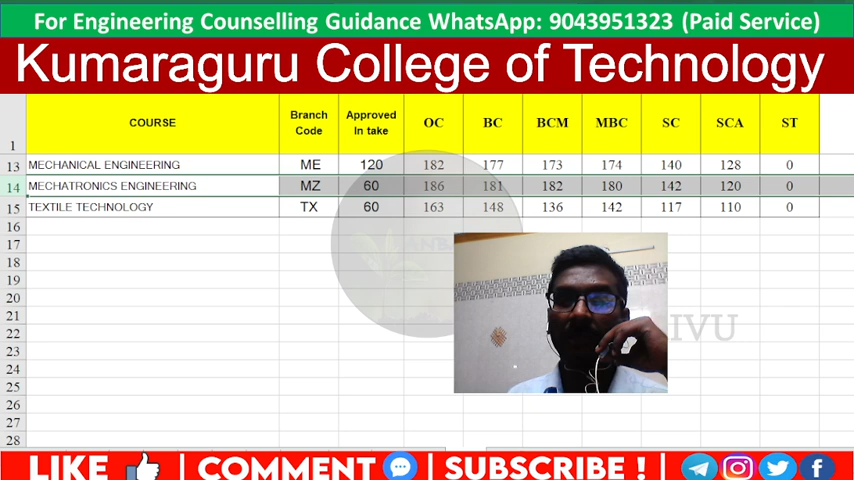 For Engineering Counselling Guidance WhatsApp: 9043951323 (Paid Service)
Kumaraguru College of Technology
1 COURSE Branch Code Approved In take OC BC BCM MBC SC SCA ST
13 MECHANICAL ENGINEERING ME 120 182 177 173 174 140 128 0
14 MECHATRONICS ENGINEERING MZ 60 186 181 182 180 142 120 0
15 TEXTILE TECHNOLOGY TX 60 163 148 136 142 117 110 0
16
17
18
19
20
21
22
23
24
25
26
27
28
IVU
LIKE | COMMENT | SUBSCRIBE ! |